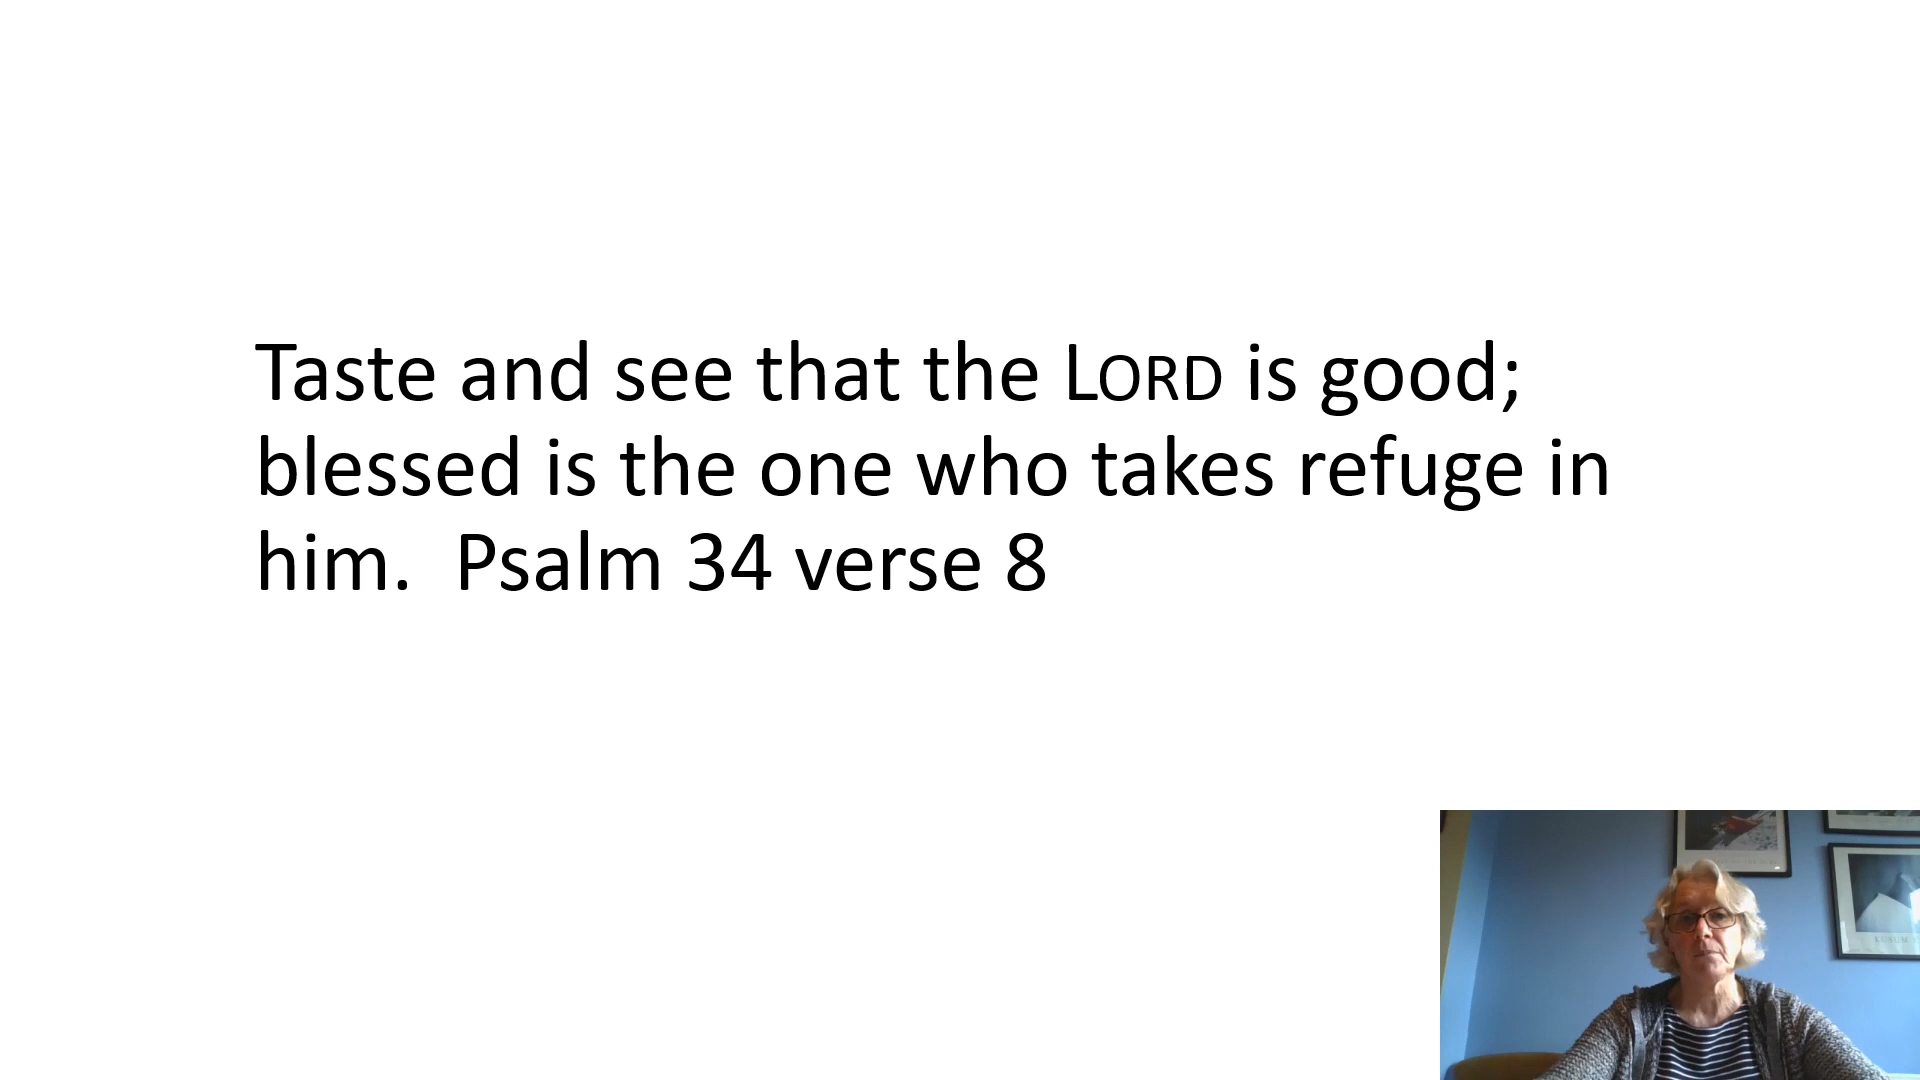 Taste and see that the LORD is good;
blessed is the one who takes refuge in
him.  Psalm 34 verse 8